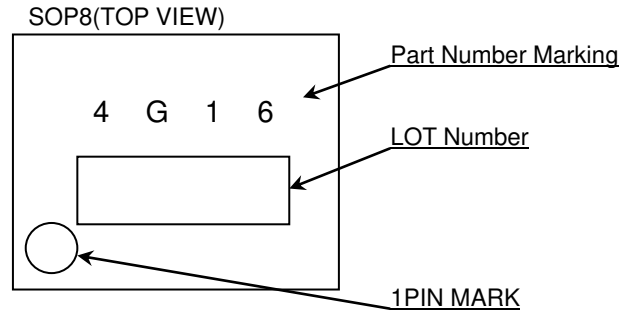 SOP8(TOP VIEW)
Part Number Marking
4 G 1 6
LOT Number
1PIN MARK